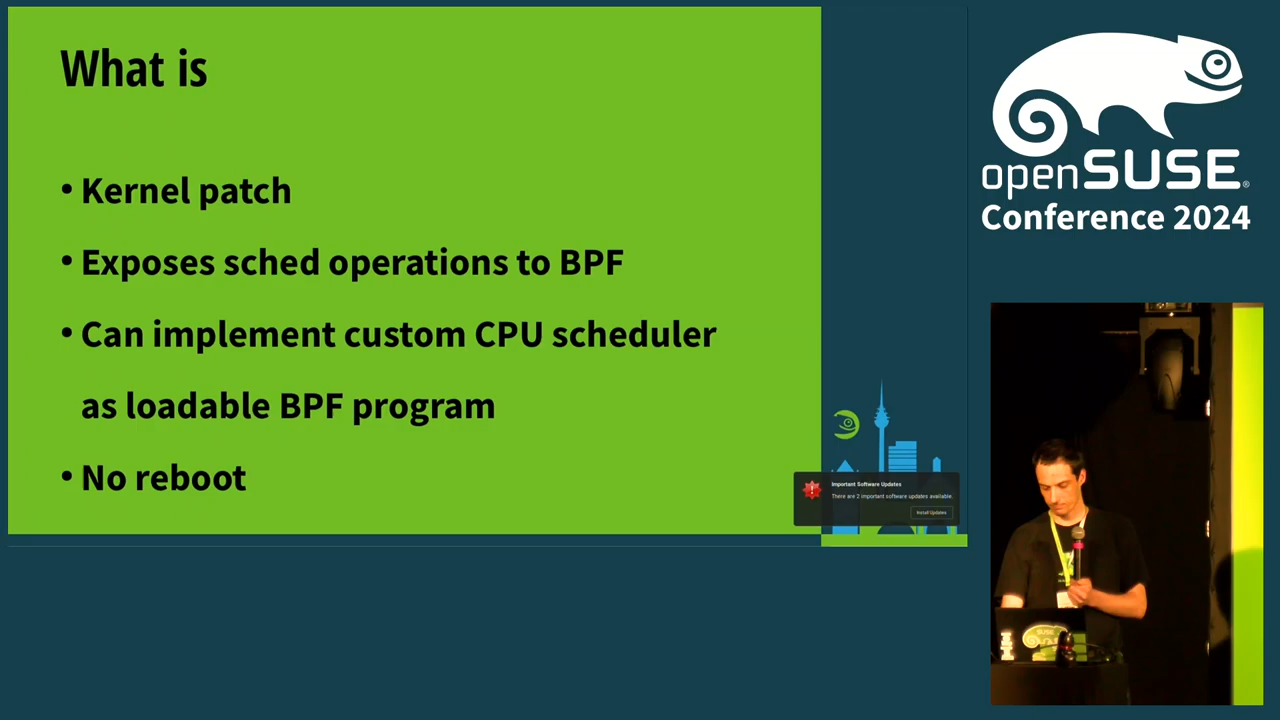 What is
• Kernel patch
• Exposes sched operations to BPF
• Can implement custom CPU scheduler
as loadable BPF program
• No reboot
Important Software Updates
There are 2 important software updates available.
Install Updates
openSUSE®
Conference 2024
SUSE